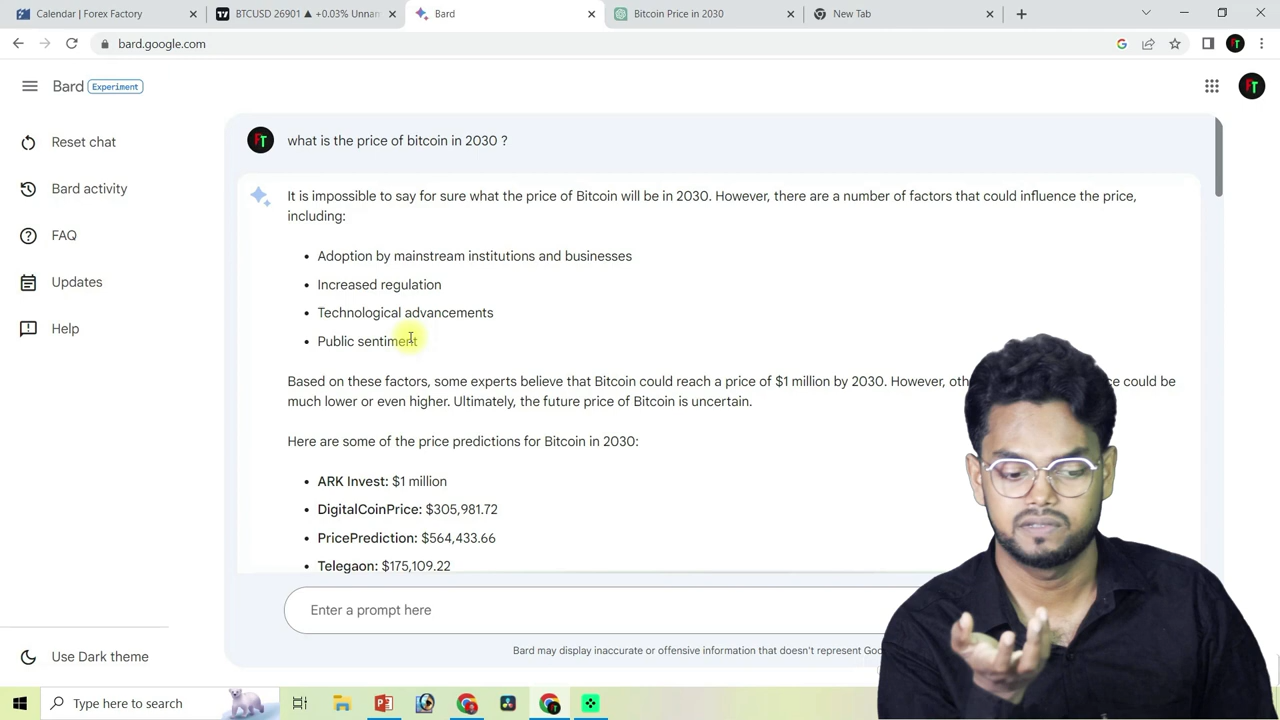 Calendar | Forex Factory
BTCUSD 26901 ▲ +0.03% Unnan
Bard
Bitcoin Price in 2030
New Tab
bard.google.com
Bard Experiment
Reset chat
Bard activity
FAQ
Updates
Help
what is the price of bitcoin in 2030 ?
It is impossible to say for sure what the price of Bitcoin will be in 2030. However, there are a number of factors that could influence the price,
including:
• Adoption by mainstream institutions and businesses
• Increased regulation
• Technological advancements
• Public sentiment
Based on these factors, some experts believe that Bitcoin could reach a price of $1 million by 2030. However, could be
much lower or even higher. Ultimately, the future price of Bitcoin is uncertain.
Here are some of the price predictions for Bitcoin in 2030:
• ARK Invest: $1 million
• DigitalCoinPrice: $305,981.72
• PricePrediction: $564,433.66
• Telegaon: $175,109.22
Enter a prompt here
Bard may display inaccurate or offensive information that doesn't represent
Use Dark theme
Type here to search